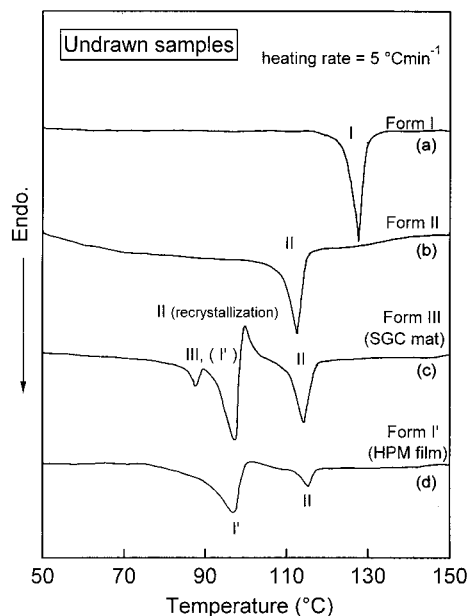 Undrawn samples
heating rate = 5 °Cmin⁻¹
I
Form I
(a)
II
Form II
(b)
II (recrystallization)
Form III
(SGC mat)
III, ( I' )
II
(c)
Form I'
(HPM film)
(d)
I'
II
Endo.
50 70 90 110 130 150
Temperature (°C)